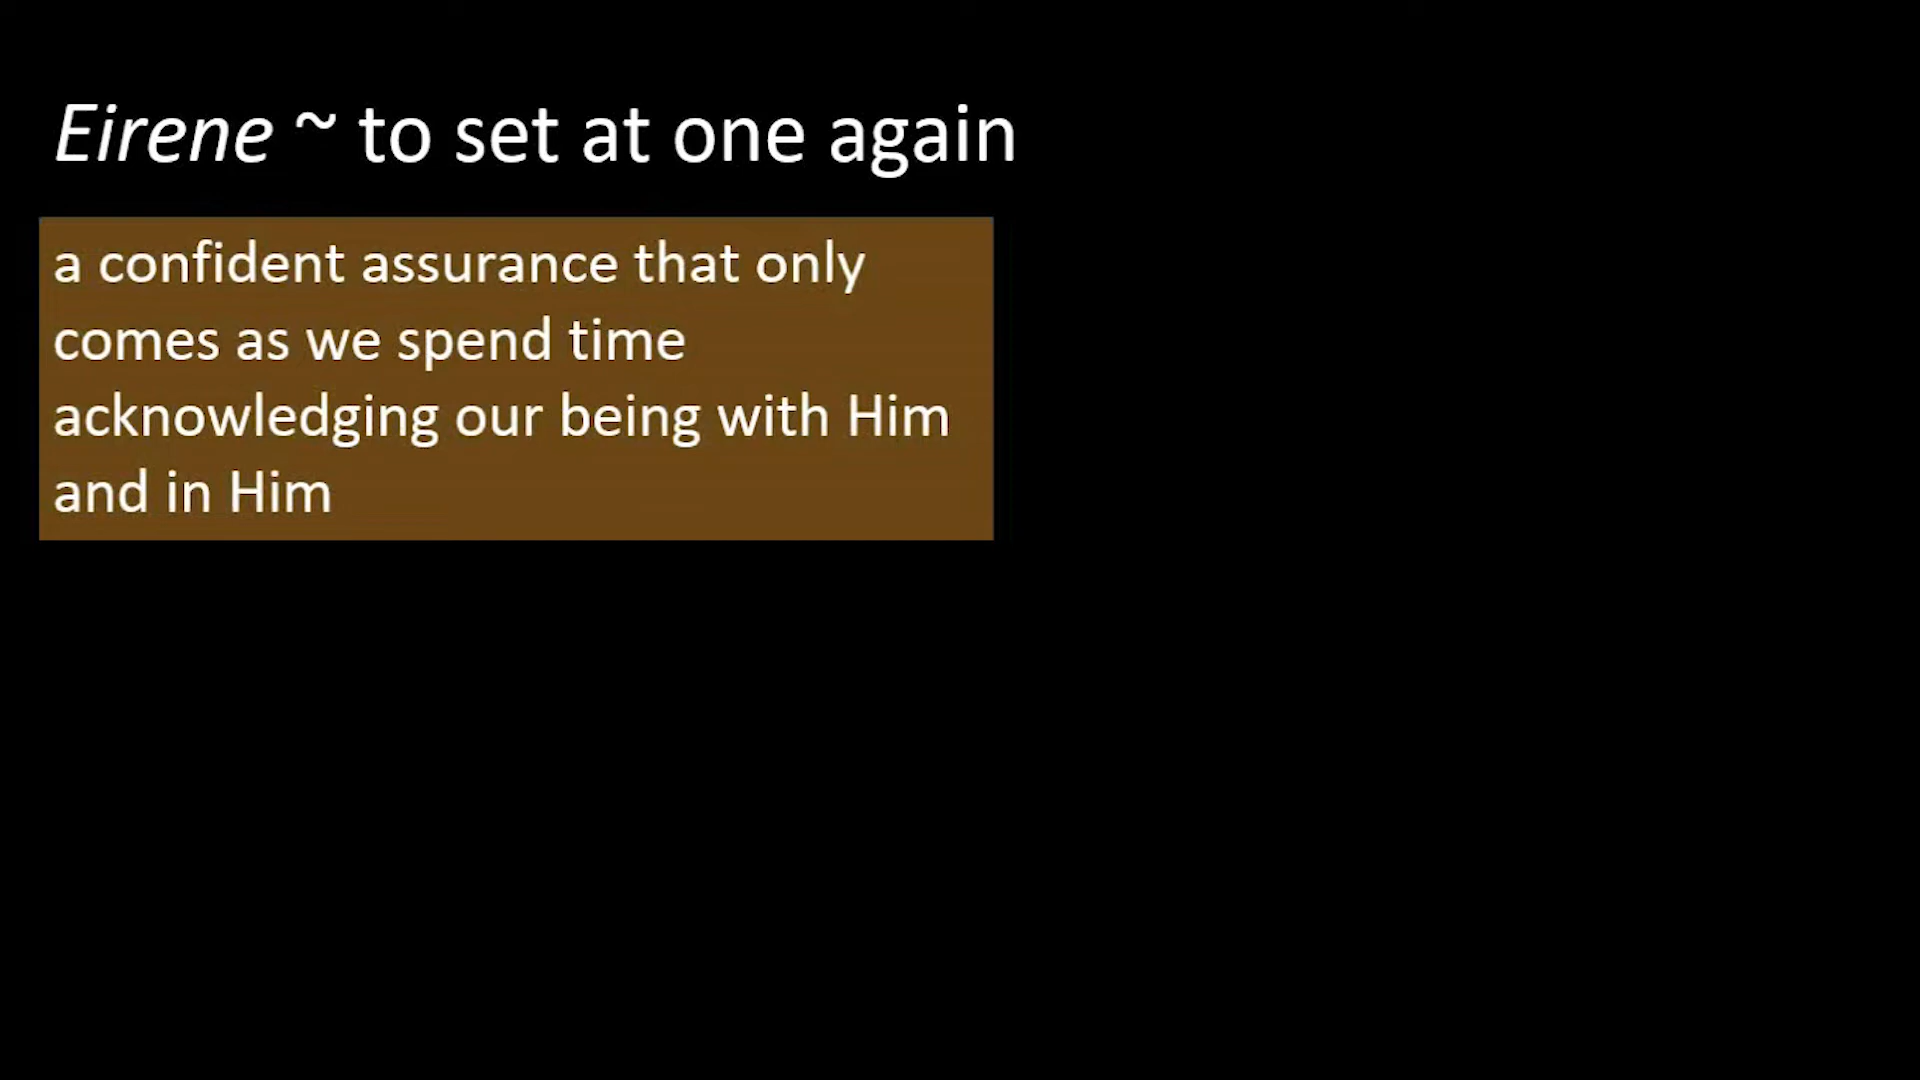 Eirene ~ to set at one again
a confident assurance that only
comes as we spend time
acknowledging our being with Him
and in Him